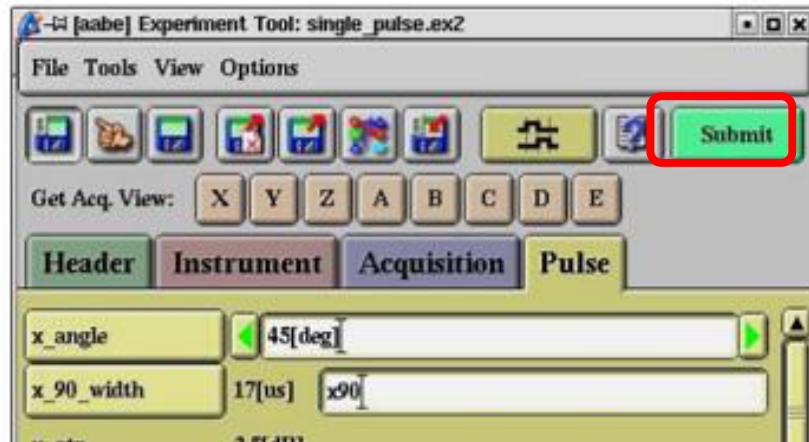 [aabe] Experiment Tool: single_pulse.ex2
File Tools View Options
Submit
Get Acq. View: X Y Z A B C D E
Header Instrument Acquisition Pulse
x_angle 45[deg]
x_90_width 17[us] x90